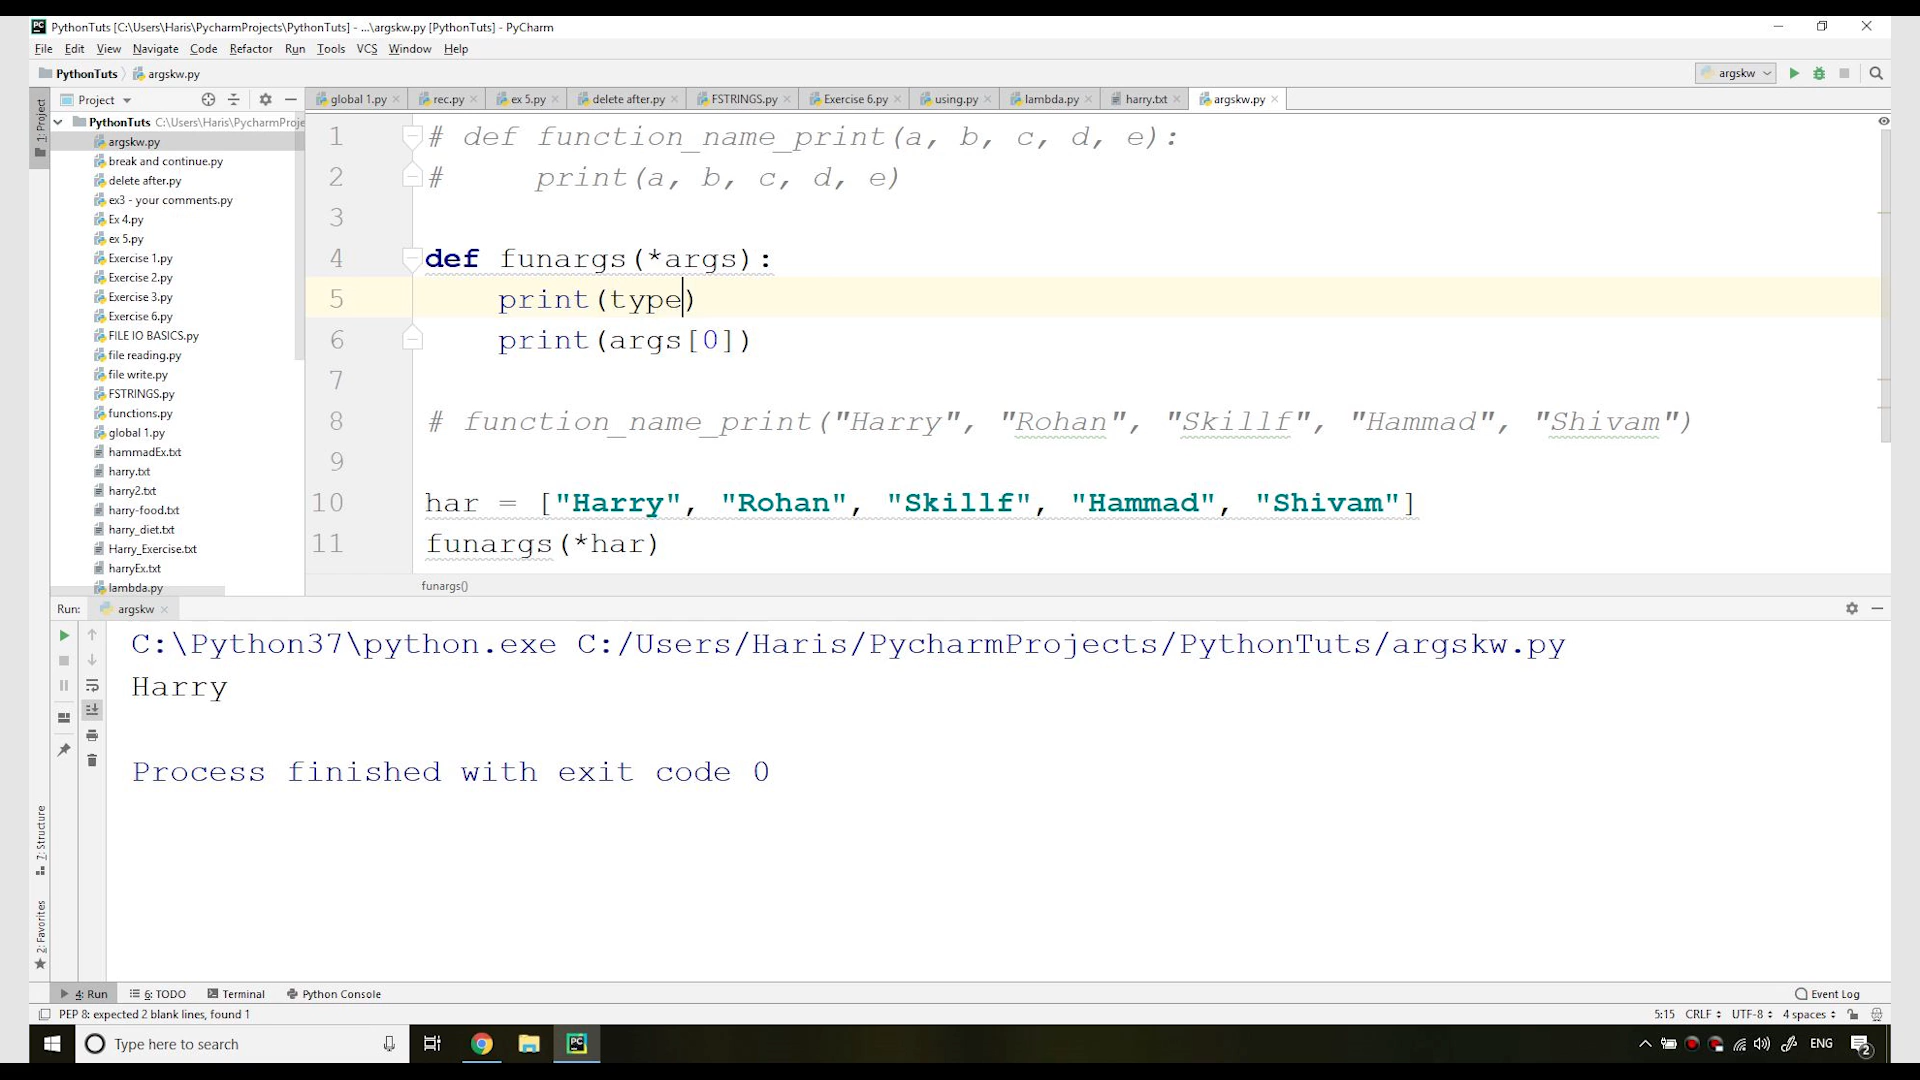 PythonTuts [C:\Users\Haris\PycharmProjects\PythonTuts] - ...\argskw.py [PythonTuts] - PyCharm
File Edit View Navigate Code Refactor Run Tools VCS Window Help
PythonTuts argskw.py argskw
1: Project
Project global 1.py rec.py ex 5.py delete after.py FSTRINGS.py Exercise 6.py using.py lambda.py harry.txt argskw.py
PythonTuts C:\Users\Haris\PycharmProje
argskw.py
break and continue.py
delete after.py
ex3 - your comments.py
Ex 4.py
ex 5.py
Exercise 1.py
Exercise 2.py
Exercise 3.py
Exercise 6.py
FILE IO BASICS.py
file reading.py
file write.py
FSTRINGS.py
functions.py
global 1.py
hammadEx.txt
harry.txt
harry2.txt
harry-food.txt
harry_diet.txt
Harry_Exercise.txt
harryEx.txt
lambda.py
1 # def function_name_print(a, b, c, d, e):
2 #     print(a, b, c, d, e)
3
4 def funargs(*args):
5     print(type)
6     print(args[0])
7
8 # function_name_print("Harry", "Rohan", "Skillf", "Hammad", "Shivam")
9
10 har = ["Harry", "Rohan", "Skillf", "Hammad", "Shivam"]
11 funargs(*har)
funargs()
Run: argskw
C:\Python37\python.exe C:/Users/Haris/PycharmProjects/PythonTuts/argskw.py
Harry
Process finished with exit code 0
7: Structure
2: Favorites
4: Run 6: TODO Terminal Python Console Event Log
PEP 8: expected 2 blank lines, found 1 5:15 CRLF UTF-8 4 spaces
Type here to search ENG 2